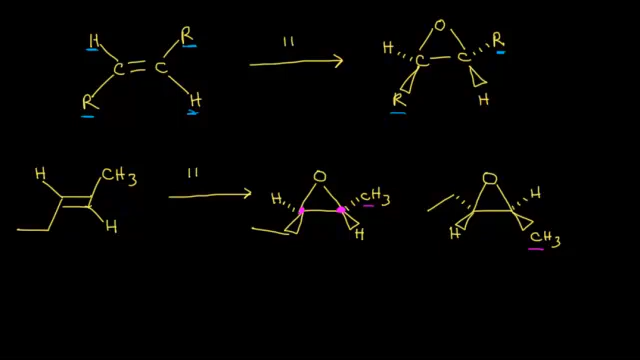 H R C = C R H
" 
O H C — C R R H
H CH3 H
"
O H CH3 H
O H H CH3